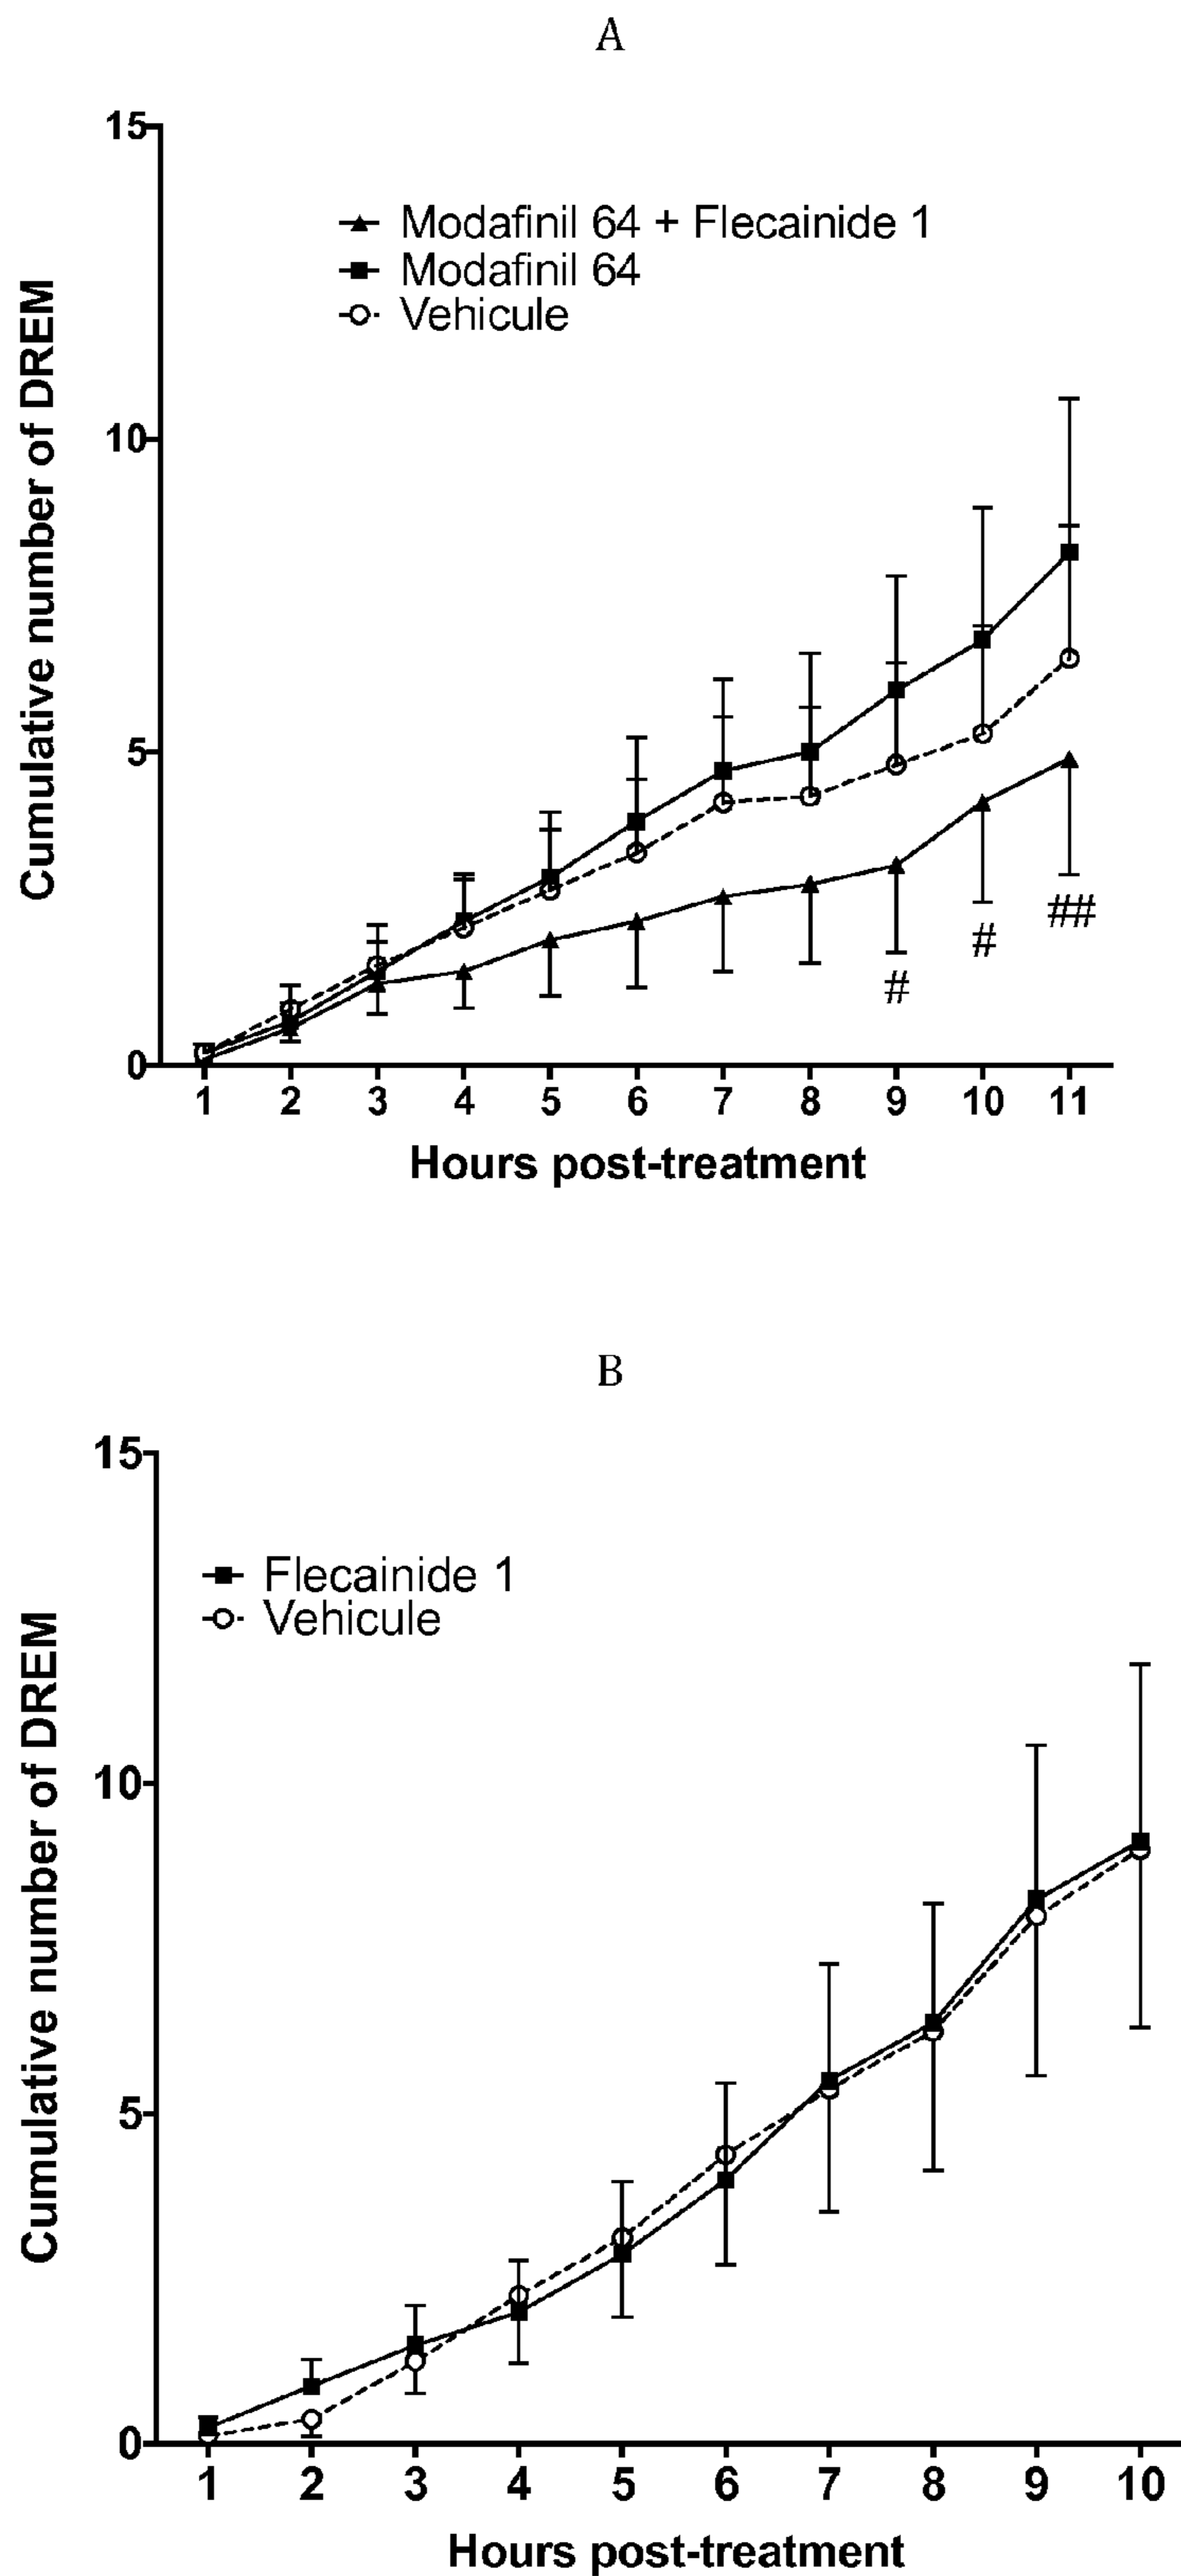 A
15
10
5
0
Cumulative number of DREM
Modafinil 64 + Flecainide 1
Modafinil 64
Vehicule
#
#
##
1 2 3 4 5 6 7 8 9 10 11
Hours post-treatment
B
15
10
5
0
Cumulative number of DREM
Flecainide 1
Vehicule
1 2 3 4 5 6 7 8 9 10
Hours post-treatment